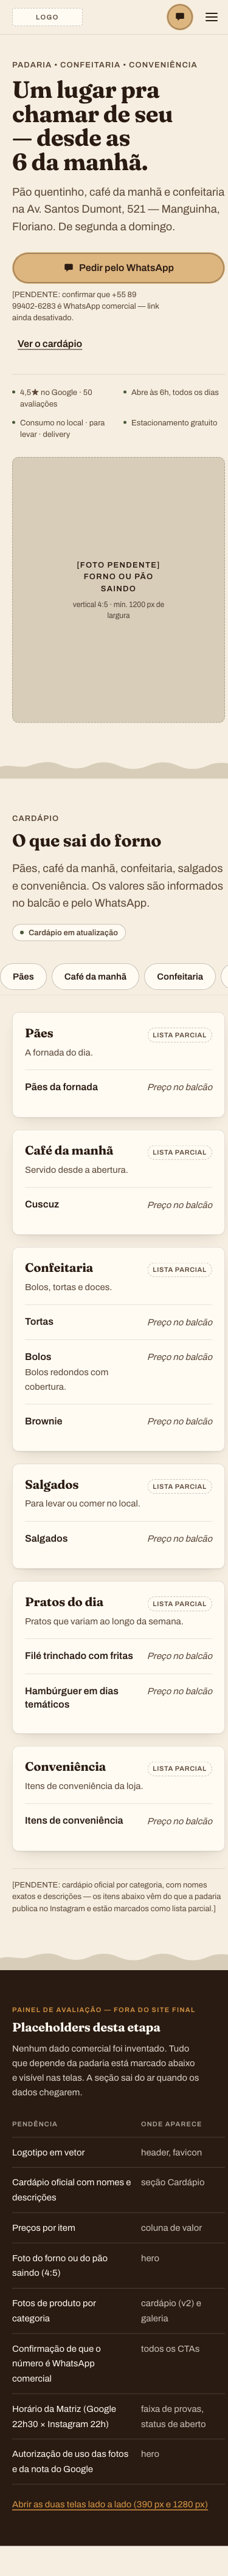 LOGO
PADARIA • CONFEITARIA • CONVENIÊNCIA
Um lugar pra
chamar de seu
— desde as
6 da manhã.
Pão quentinho, café da manhã e confeitaria
na Av. Santos Dumont, 521 — Manguinha,
Floriano. De segunda a domingo.
Pedir pelo WhatsApp
[PENDENTE: confirmar que +55 89
99402-6283 é WhatsApp comercial — link
ainda desativado.
Ver o cardápio
4,5★ no Google · 50
avaliações
Abre às 6h, todos os dias
Consumo no local · para
levar · delivery
Estacionamento gratuito
[FOTO PENDENTE]
FORNO OU PÃO
SAINDO
vertical 4:5 · mín. 1200 px de
largura
CARDÁPIO
O que sai do forno
Pães, café da manhã, confeitaria, salgados
e conveniência. Os valores são informados
no balcão e pelo WhatsApp.
Cardápio em atualização
Pães
Café da manhã
Confeitaria
Pães
LISTA PARCIAL
A fornada do dia.
Pães da fornada
Preço no balcão
Café da manhã
LISTA PARCIAL
Servido desde a abertura.
Cuscuz
Preço no balcão
Confeitaria
LISTA PARCIAL
Bolos, tortas e doces.
Tortas
Preço no balcão
Bolos
Preço no balcão
Bolos redondos com
cobertura.
Brownie
Preço no balcão
Salgados
LISTA PARCIAL
Para levar ou comer no local.
Salgados
Preço no balcão
Pratos do dia
LISTA PARCIAL
Pratos que variam ao longo da semana.
Filé trinchado com fritas
Preço no balcão
Hambúrguer em dias
temáticos
Preço no balcão
Conveniência
LISTA PARCIAL
Itens de conveniência da loja.
Itens de conveniência
Preço no balcão
[PENDENTE: cardápio oficial por categoria, com nomes
exatos e descrições — os itens abaixo vêm do que a padaria
publica no Instagram e estão marcados como lista parcial.]
PAINEL DE AVALIAÇÃO — FORA DO SITE FINAL
Placeholders desta etapa
Nenhum dado comercial foi inventado. Tudo
que depende da padaria está marcado abaixo
e visível nas telas. A seção sai do ar quando os
dados chegarem.
PENDÊNCIA
ONDE APARECE
Logotipo em vetor
header, favicon
Cardápio oficial com nomes e
descrições
seção Cardápio
Preços por item
coluna de valor
Foto do forno ou do pão
saindo (4:5)
hero
Fotos de produto por
categoria
cardápio (v2) e
galeria
Confirmação de que o
número é WhatsApp
comercial
todos os CTAs
Horário da Matriz (Google
22h30 × Instagram 22h)
faixa de provas,
status de aberto
Autorização de uso das fotos
e da nota do Google
hero
Abrir as duas telas lado a lado (390 px e 1280 px)